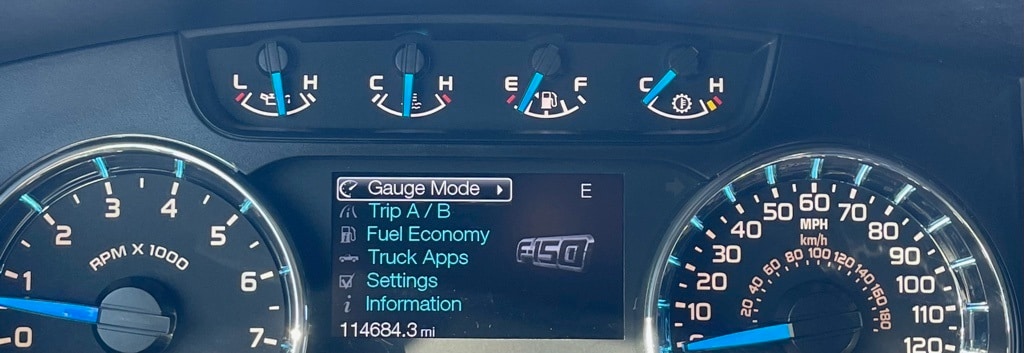 L H C H E F C H
Gauge Mode E
Trip A / B
Fuel Economy
Truck Apps
Settings
Information
114684.3 mi
F150
0 1 2 3 4 5 6 7
RPM X 1000
0 10 20 30 40 50 60 70 80 90 100 110 120
MPH
km/h
20 40 60 80 100 120 140 160 180